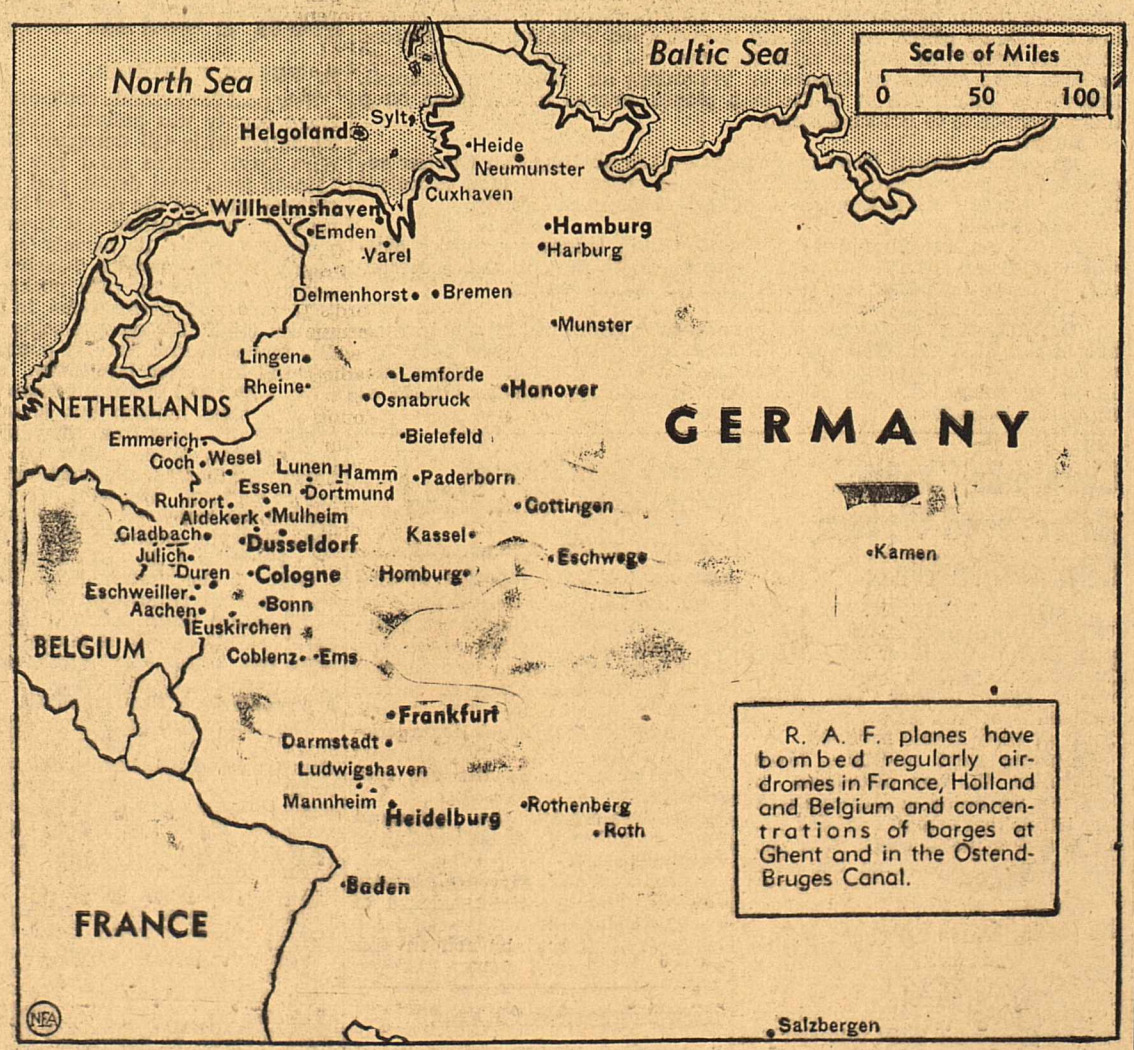 North Sea
Baltic Sea
Scale of Miles
0 50 100
Sylt
Helgoland
Heide
Neumunster
Cuxhaven
Willhelmshaven
Emden
Hamburg
Harburg
Varel
Delmenhorst
Bremen
Munster
Lingen
Lemforde
Rheine
Hanover
Osnabruck
NETHERLANDS
GERMANY
Emmerich
Bielefeld
Goch
Wesel
Lunen
Hamm
Paderborn
Essen
Dortmund
Ruhrort
Gottingen
Aldekerk
Mulheim
Gladbach
Dusseldorf
Kassel
Julich
Eschwege
Kamen
Duren
Cologne
Homburg
Eschweiller
Aachen
Bonn
Euskirchen
BELGIUM
Coblenz
Ems
Frankfurt
Darmstadt
Ludwigshaven
Mannheim
Heidelburg
Rothenberg
Roth
R. A. F. planes have
bombed regularly air-
dromes in France, Holland
and Belgium and concen-
trations of barges at
Ghent and in the Ostend-
Bruges Canal.
Baden
FRANCE
NEA
Salzbergen